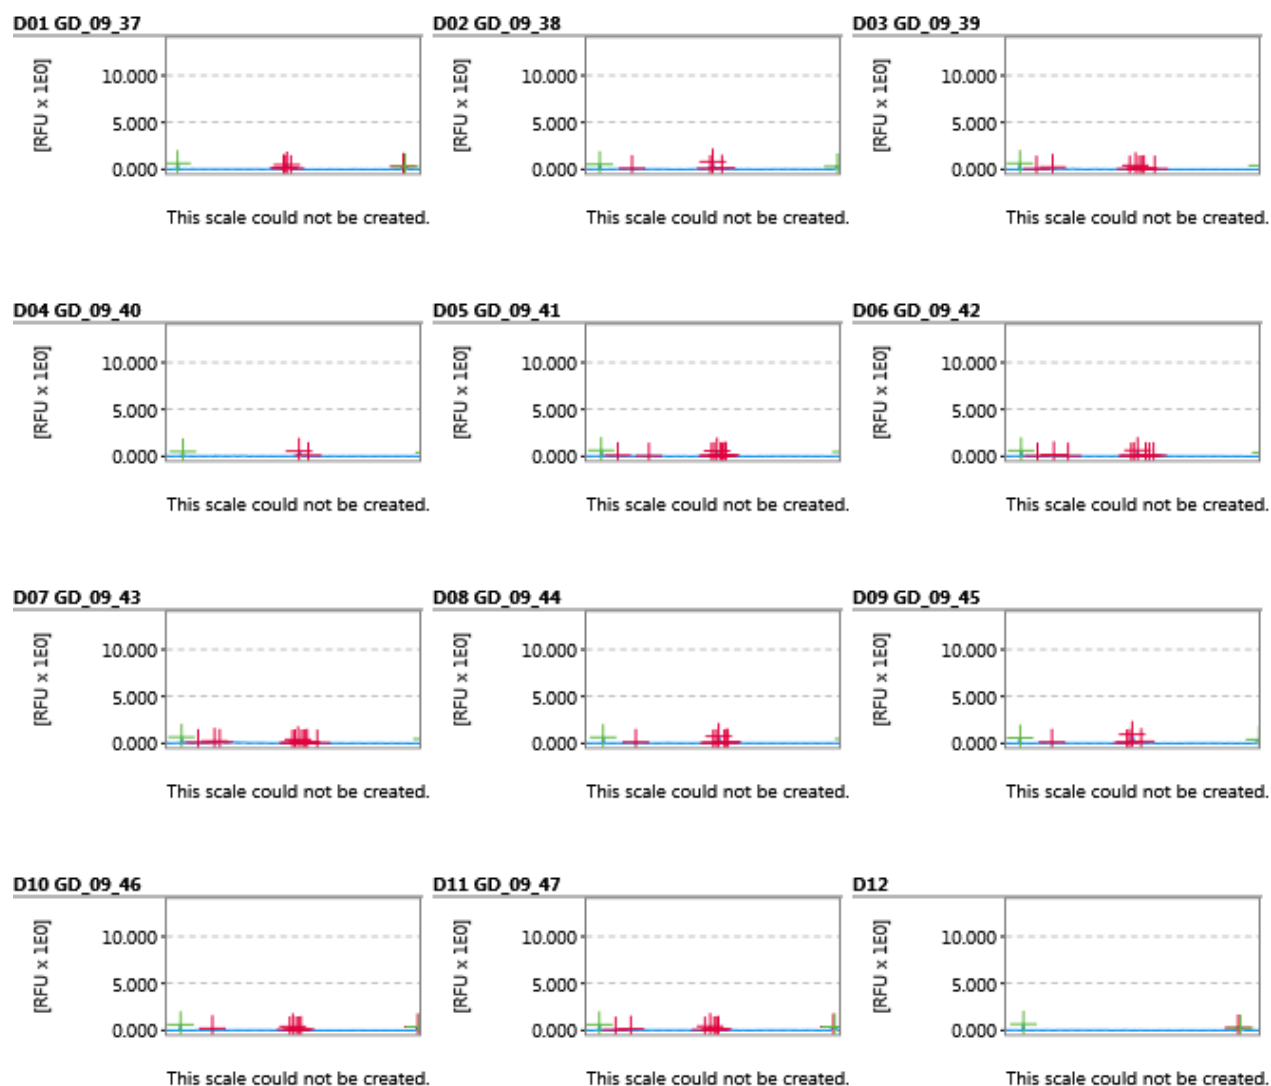 D01 GD_09_37 D02 GD_09_38 D03 GD_09_39
[RFU x 1E0] 10.000 5.000 0.000 [RFU x 1E0] 10.000 5.000 0.000 [RFU x 1E0] 10.000 5.000 0.000
This scale could not be created. This scale could not be created. This scale could not be created.
D04 GD_09_40 D05 GD_09_41 D06 GD_09_42
[RFU x 1E0] 10.000 5.000 0.000 [RFU x 1E0] 10.000 5.000 0.000 [RFU x 1E0] 10.000 5.000 0.000
This scale could not be created. This scale could not be created. This scale could not be created.
D07 GD_09_43 D08 GD_09_44 D09 GD_09_45
[RFU x 1E0] 10.000 5.000 0.000 [RFU x 1E0] 10.000 5.000 0.000 [RFU x 1E0] 10.000 5.000 0.000
This scale could not be created. This scale could not be created. This scale could not be created.
D10 GD_09_46 D11 GD_09_47 D12
[RFU x 1E0] 10.000 5.000 0.000 [RFU x 1E0] 10.000 5.000 0.000 [RFU x 1E0] 10.000 5.000 0.000
This scale could not be created. This scale could not be created. This scale could not be created.